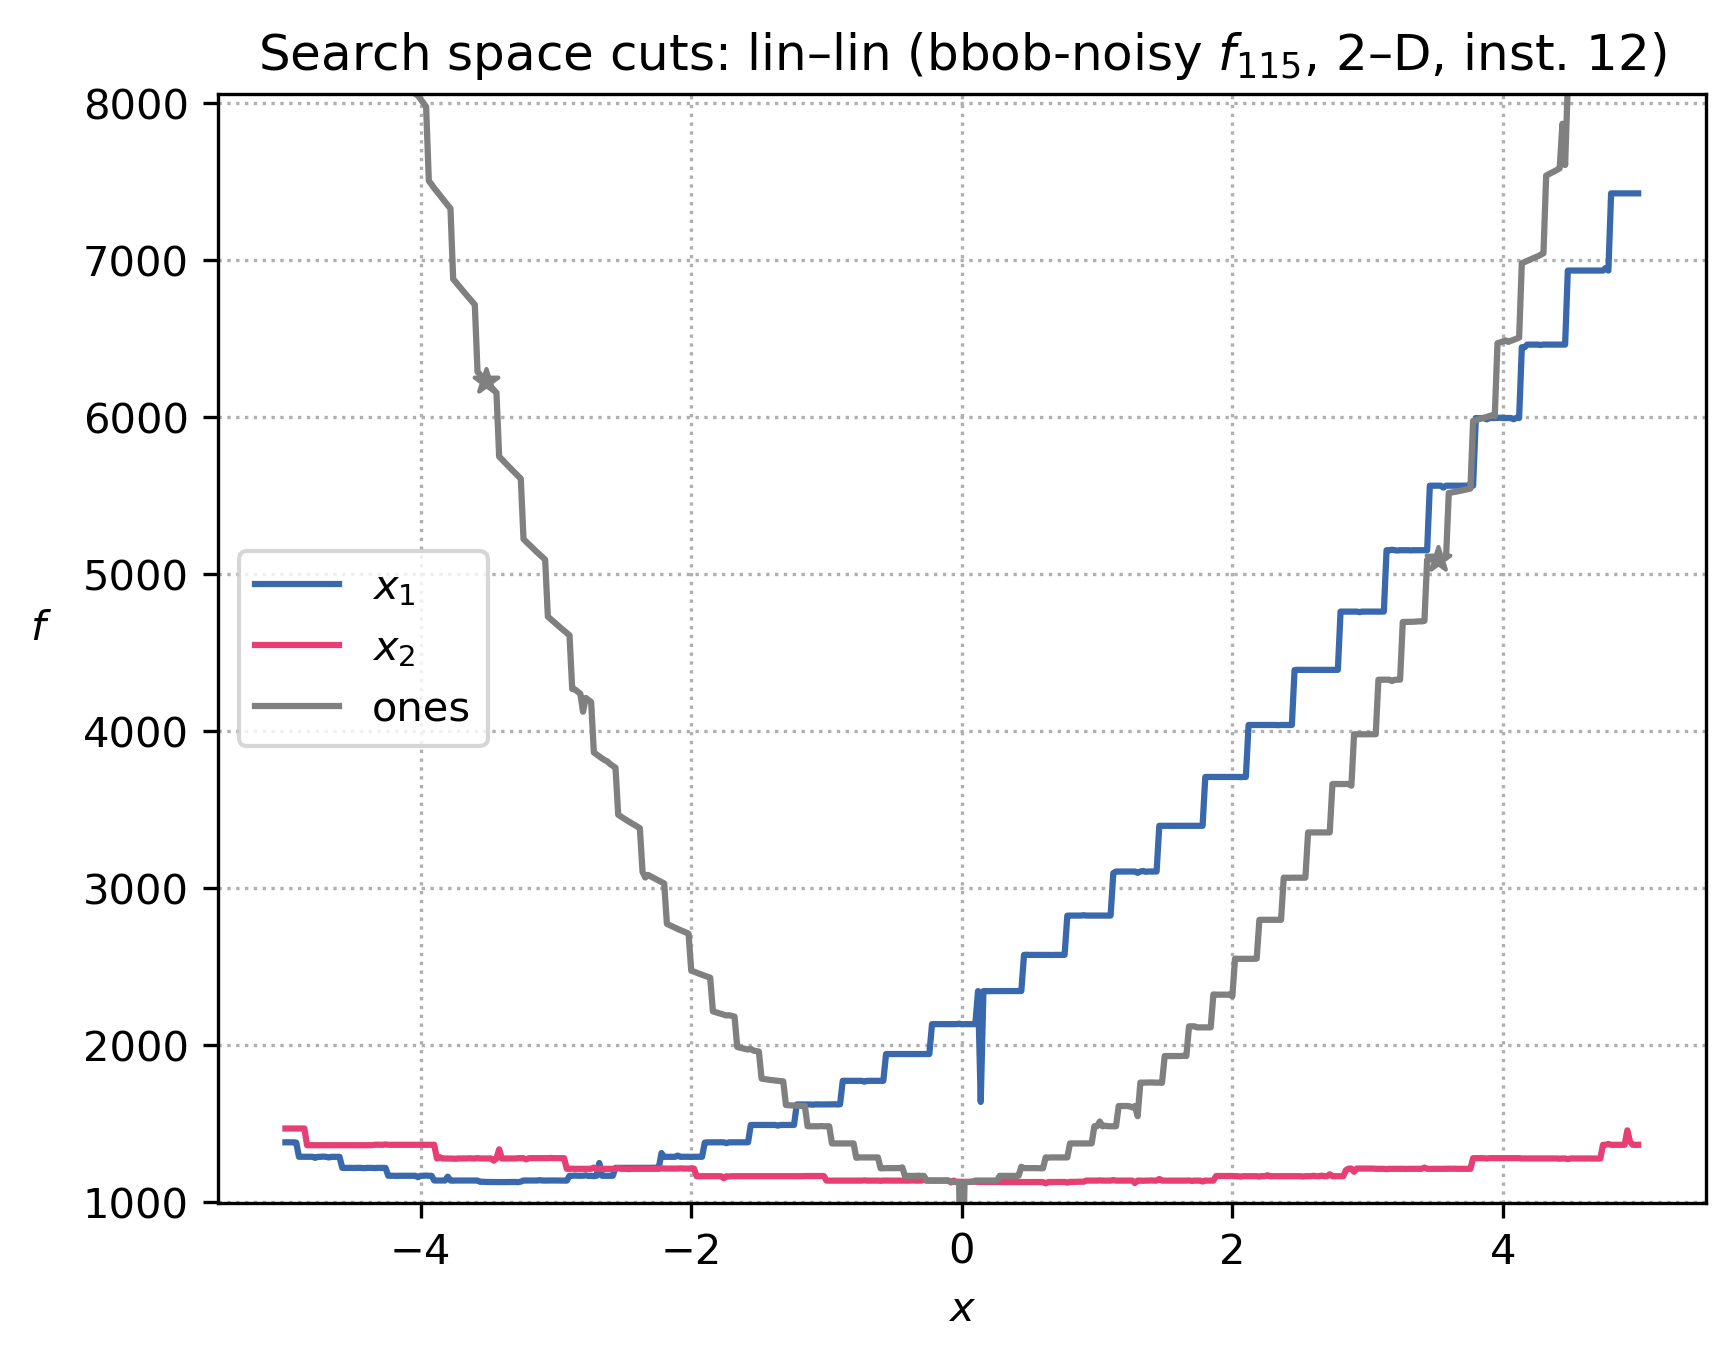 Search space cuts: lin–lin (bbob-noisy f₁₁₅, 2–D, inst. 12)
8000
7000
6000
5000
4000
3000
2000
1000
f
x₁
x₂
ones
−4 −2 0 2 4
x